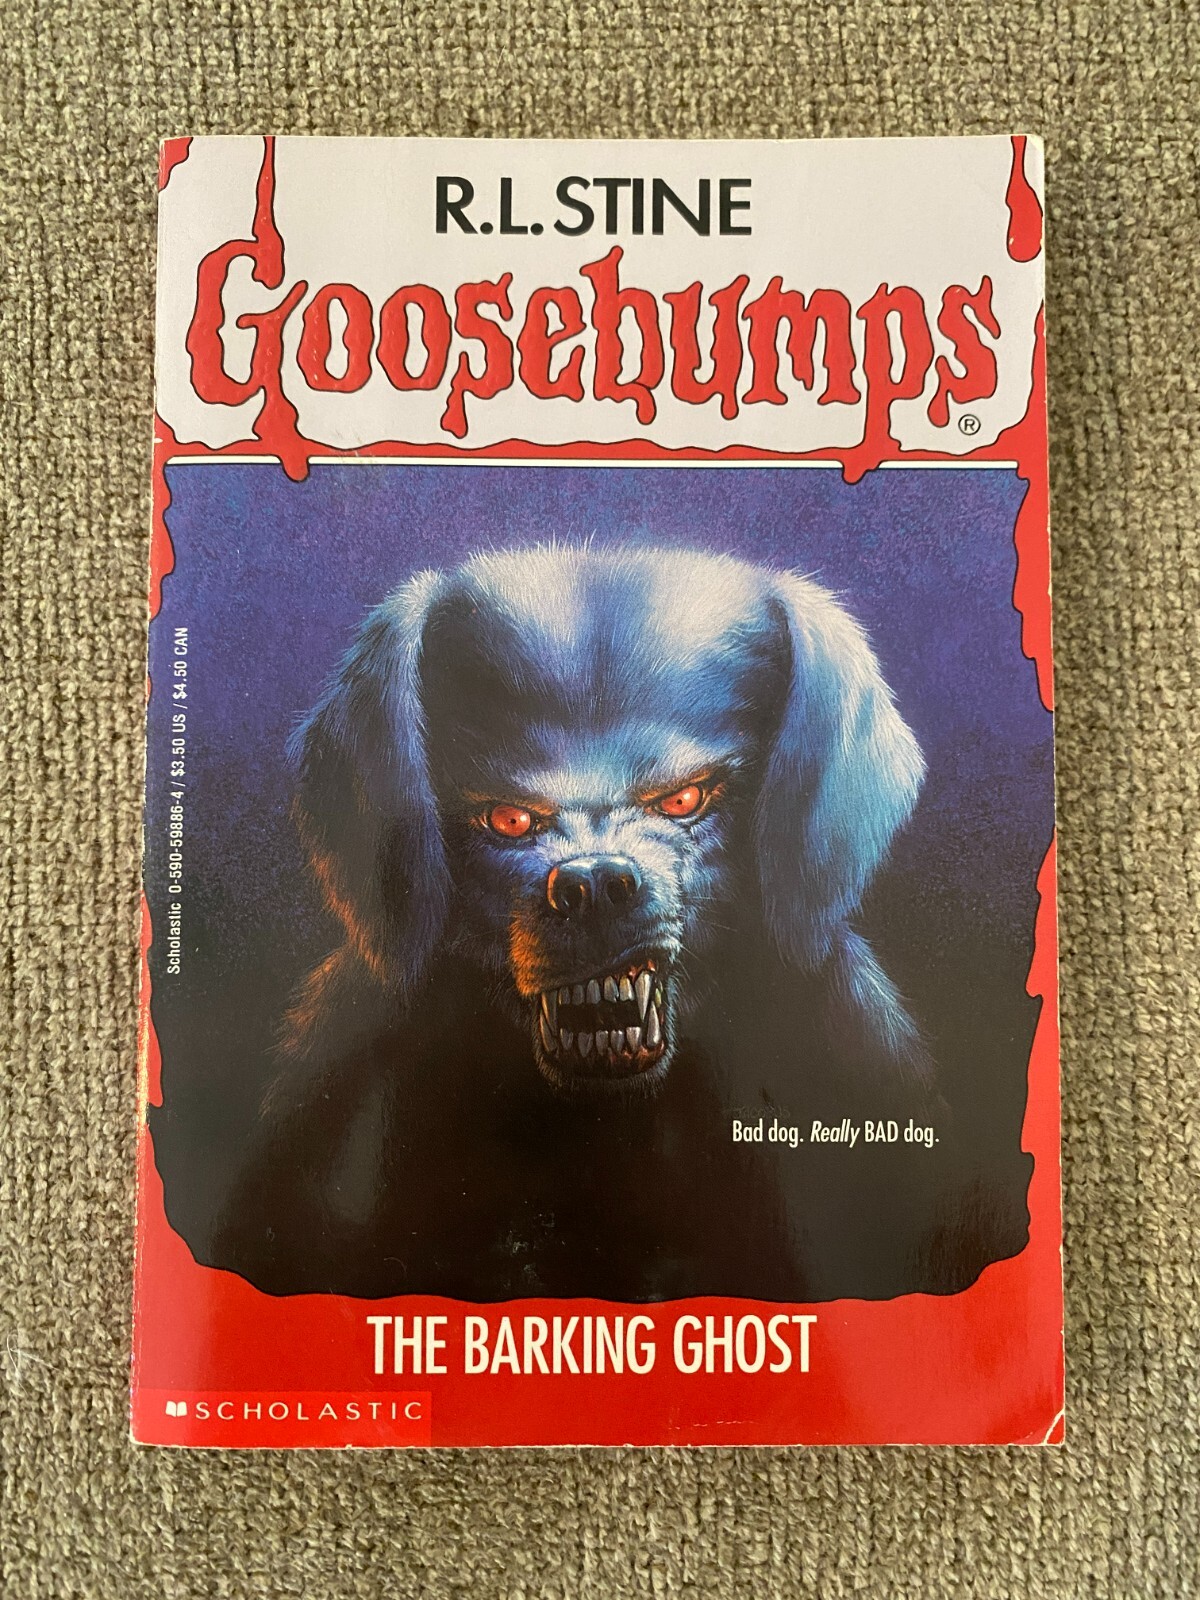 R.L. STINE
Goosebumps
®
Scholastic 0-590-59886-4 / $3.50 US / $4.50 CAN
Bad dog. Really BAD dog.
THE BARKING GHOST
SCHOLASTIC